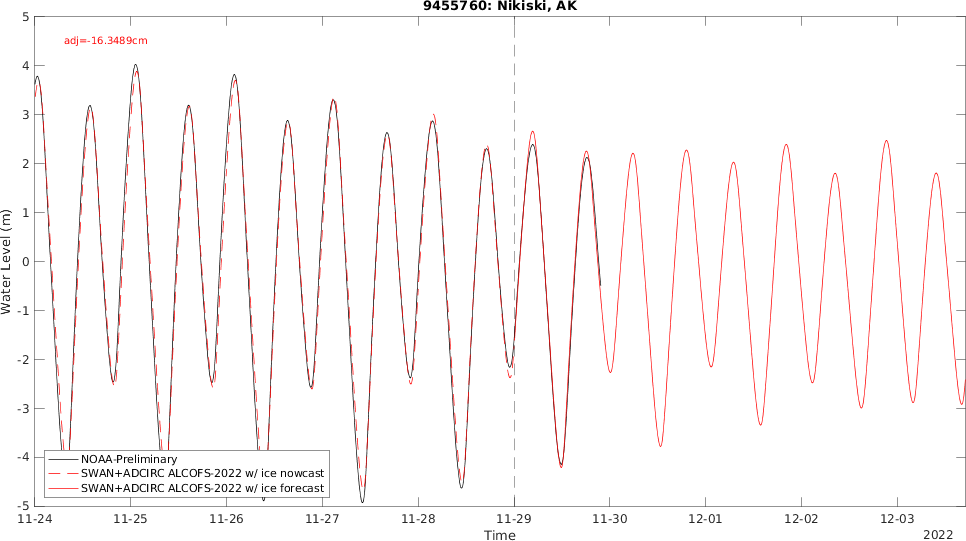 9455760: Nikiski, AK
adj=-16.3489cm
Water Level (m)
5
4
3
2
1
0
-1
-2
-3
-4
-5
NOAA-Preliminary
SWAN+ADCIRC ALCOFS-2022 w/ ice nowcast
SWAN+ADCIRC ALCOFS-2022 w/ ice forecast
11-24 11-25 11-26 11-27 11-28 11-29 11-30 12-01 12-02 12-03
Time
2022